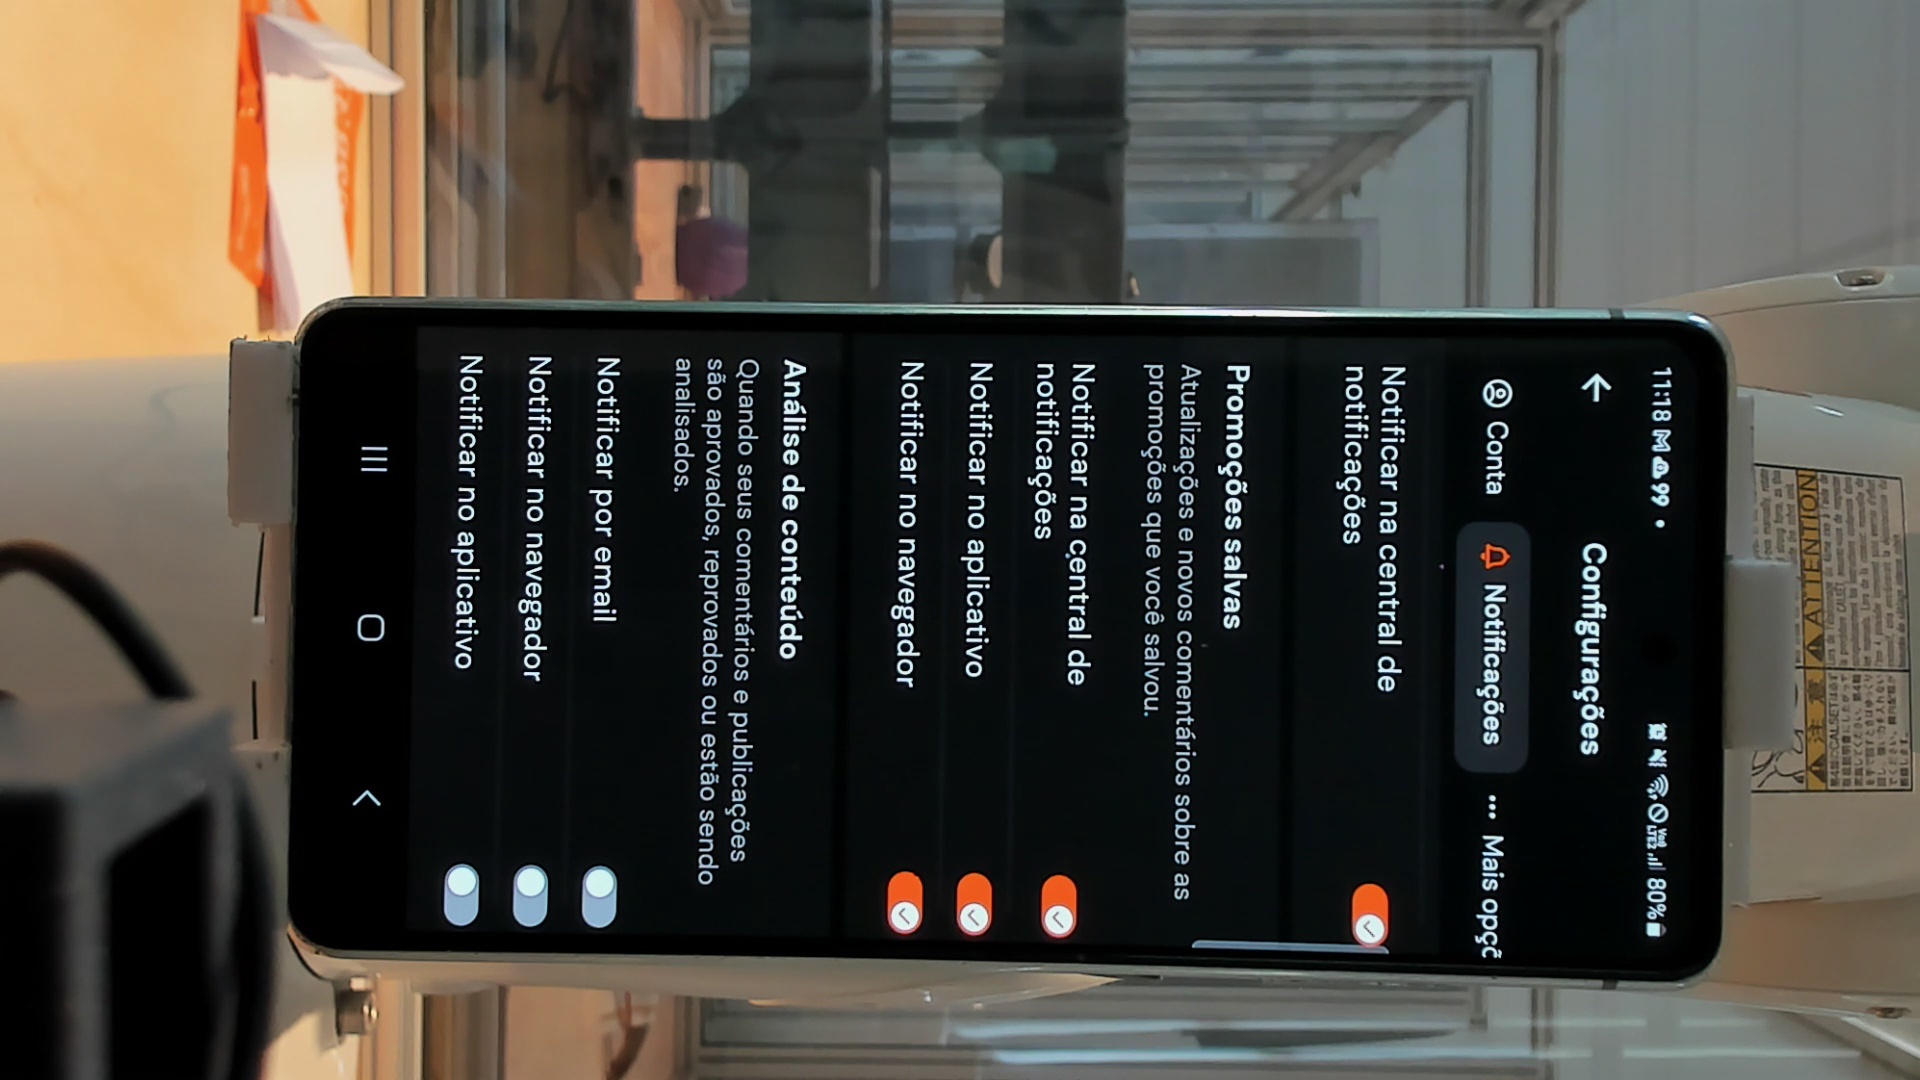 11:18
80%
Configurações
Conta
Notificações
Mais opçõ
Notificar na central de
notificações
Promoções salvas
Atualizações e novos comentários sobre as
promoções que você salvou.
Notificar na central de
notificações
Notificar no aplicativo
Notificar no navegador
Análise de conteúdo
Quando seus comentários e publicações
são aprovados, reprovados ou estão sendo
analisados.
Notificar por email
Notificar no navegador
Notificar no aplicativo
注意 ATTENTION